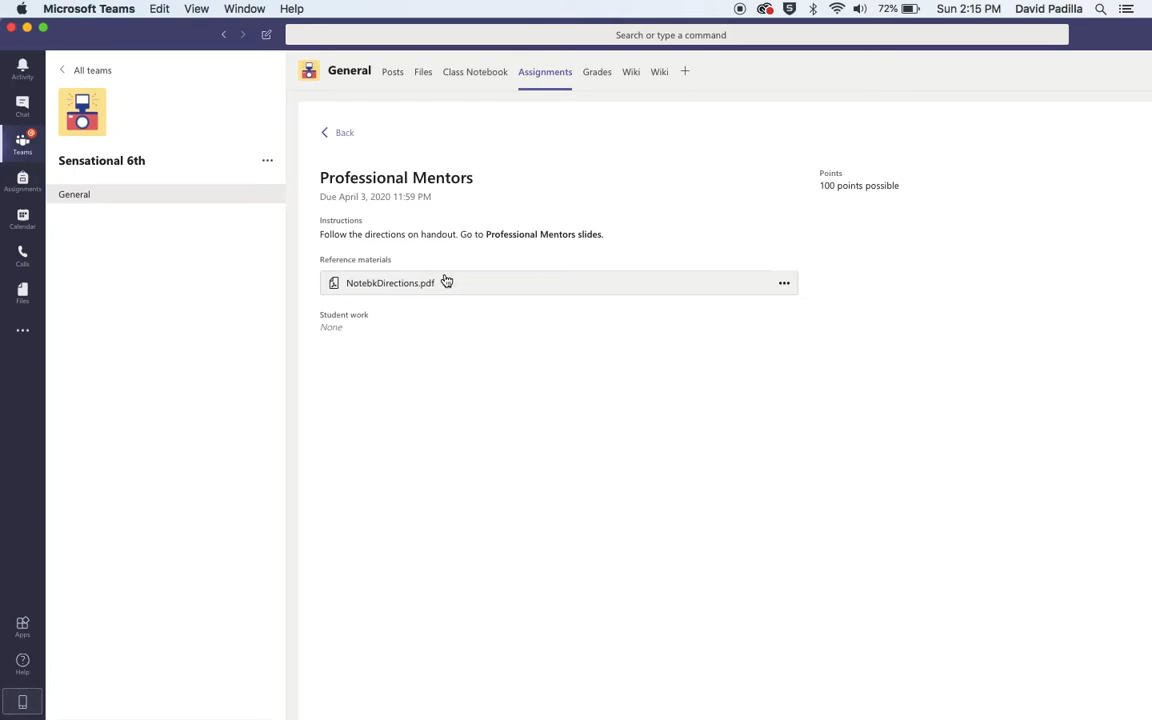 Microsoft Teams Edit View Window Help 72% Sun 2:15 PM David Padilla
Search or type a command
Activity
Chat
Teams
Assignments
Calendar
Calls
Files
Apps
Help
All teams
Sensational 6th
General
General Posts Files Class Notebook Assignments Grades Wiki Wiki
Back
Professional Mentors
Due April 3, 2020 11:59 PM
Points
100 points possible
Instructions
Follow the directions on handout. Go to Professional Mentors slides.
Reference materials
NotebkDirections.pdf
Student work
None